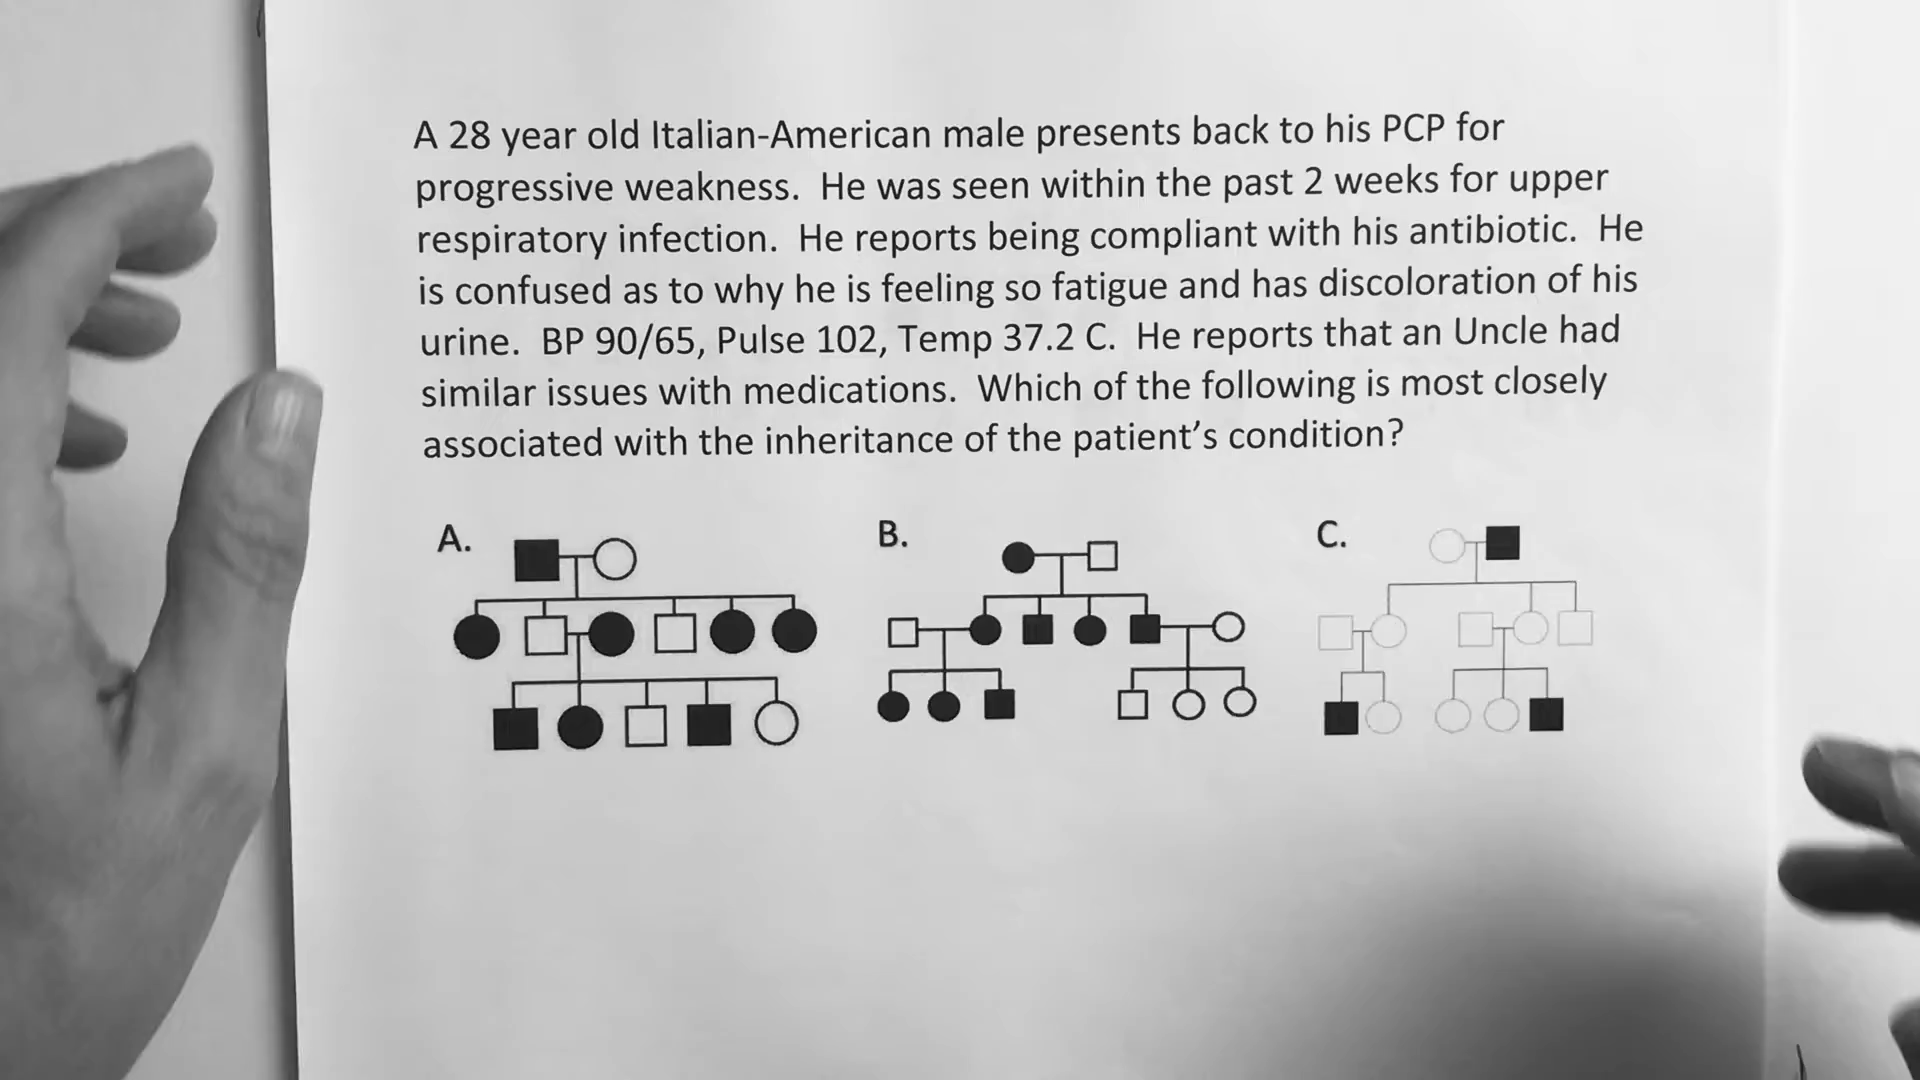 A 28 year old Italian-American male presents back to his PCP for
progressive weakness. He was seen within the past 2 weeks for upper
respiratory infection. He reports being compliant with his antibiotic. He
is confused as to why he is feeling so fatigue and has discoloration of his
urine. BP 90/65, Pulse 102, Temp 37.2 C. He reports that an Uncle had
similar issues with medications. Which of the following is most closely
associated with the inheritance of the patient's condition?
A. B. C.